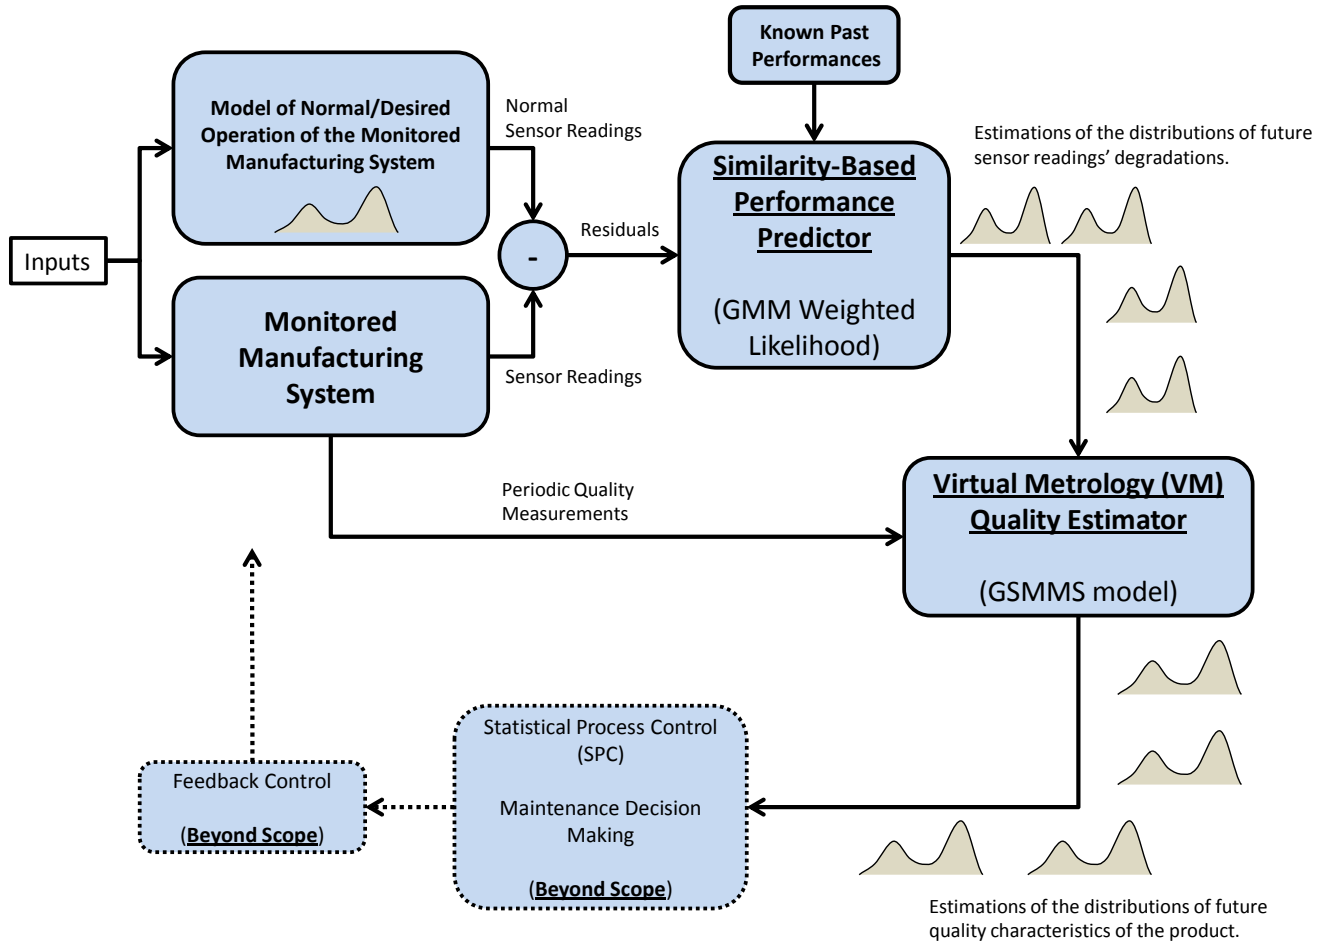 Known Past
Performances
Model of Normal/Desired
Operation of the Monitored
Manufacturing System
Normal
Sensor Readings
Estimations of the distributions of future
sensor readings’ degradations.
Similarity-Based
Performance
Predictor
(GMM Weighted
Likelihood)
Residuals
-
Inputs
Monitored
Manufacturing
System
Sensor Readings
Periodic Quality
Measurements
Virtual Metrology (VM)
Quality Estimator
(GSMMS model)
Statistical Process Control
(SPC)
Maintenance Decision
Making
(Beyond Scope)
Feedback Control
(Beyond Scope)
Estimations of the distributions of future
quality characteristics of the product.